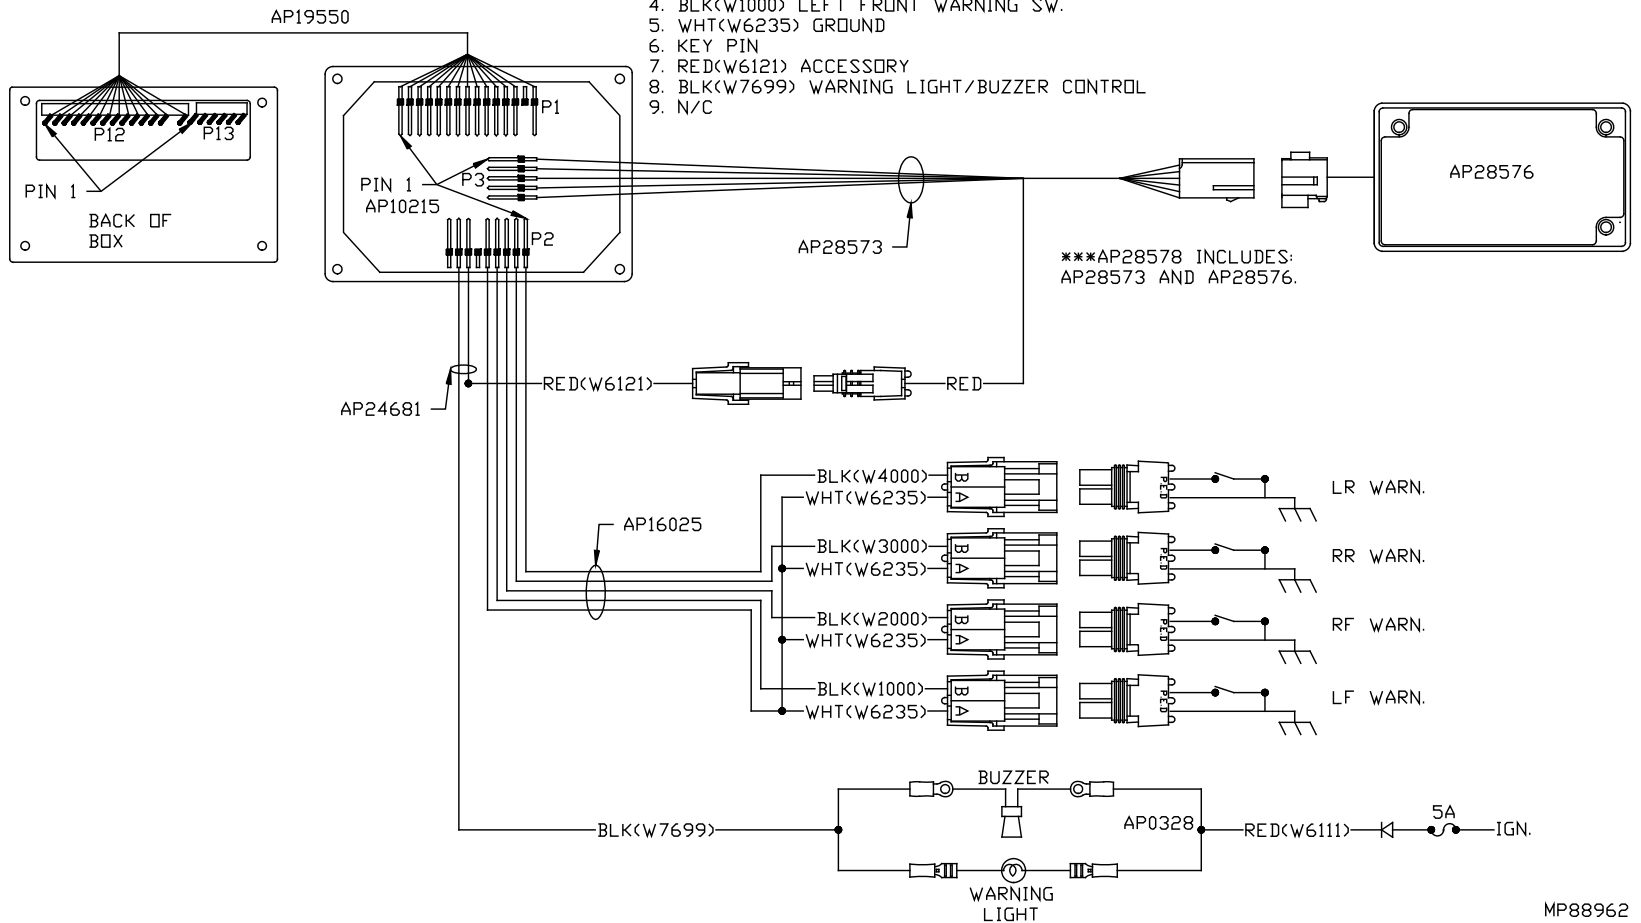 AP19550
4. BLK(W1000) LEFT FRONT WARNING SW.
5. WHT(W6235) GROUND
6. KEY PIN
7. RED(W6121) ACCESSORY
8. BLK(W7699) WARNING LIGHT/BUZZER CONTROL
9. N/C
P12
P13
PIN 1
BACK OF
BOX
P1
P3
PIN 1
AP10215
P2
AP28573
AP28576
***AP28578 INCLUDES:
AP28573 AND AP28576.
RED(W6121)
RED
AP24681
AP16025
BLK(W4000)
WHT(W6235)
B
A
LR WARN.
BLK(W3000)
WHT(W6235)
B
A
RR WARN.
BLK(W2000)
WHT(W6235)
B
A
RF WARN.
BLK(W1000)
WHT(W6235)
B
A
LF WARN.
BUZZER
BLK(W7699)
AP0328
RED(W6111)
5A
IGN.
WARNING
LIGHT
MP88962